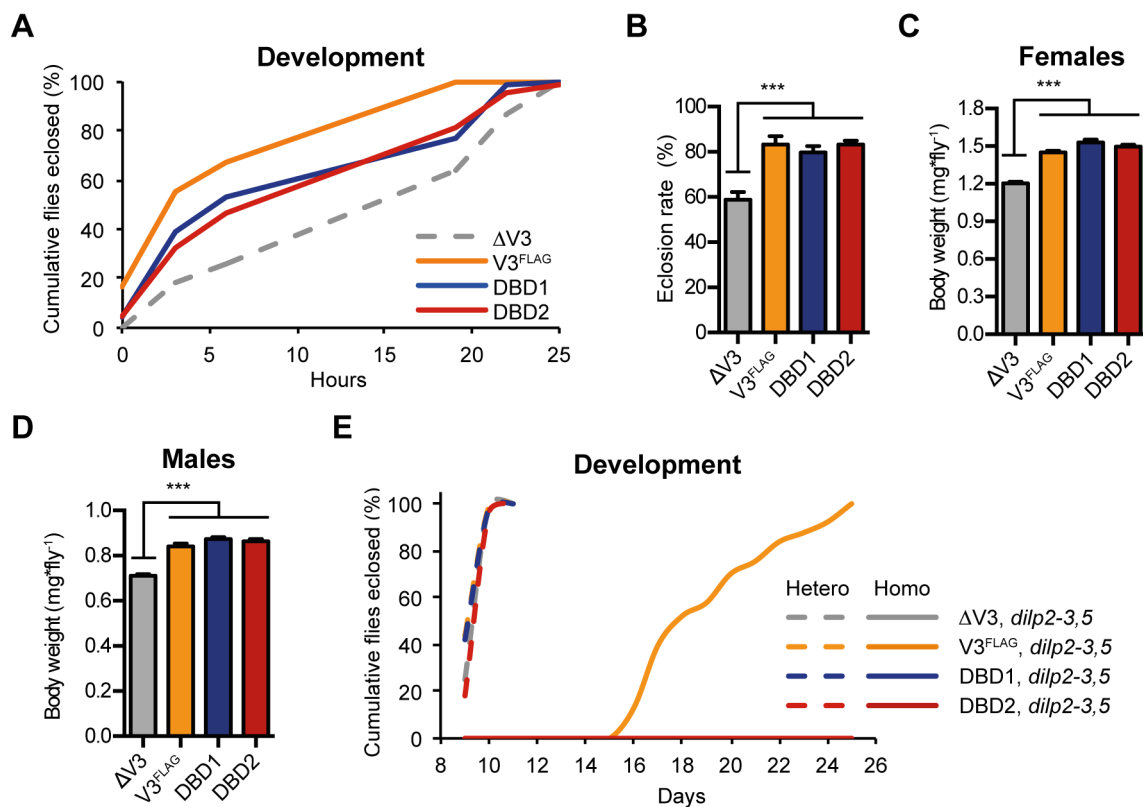 A
Development
Cumulative flies eclosed (%)
100
80
60
40
20
0
0 5 10 15 20 25
Hours
ΔV3
V3FLAG
DBD1
DBD2
B
***
Eclosion rate (%)
100
80
60
40
20
0
ΔV3 V3FLAG DBD1 DBD2
C
Females
***
Body weight (mg*fly-1)
1.8
1.5
1.2
0.9
0.6
0.3
0.0
ΔV3 V3FLAG DBD1 DBD2
D
Males
***
Body weight (mg*fly-1)
1.0
0.8
0.6
0.4
0.2
0.0
ΔV3 V3FLAG DBD1 DBD2
E
Development
Cumulative flies eclosed (%)
100
80
60
40
20
0
8 10 12 14 16 18 20 22 24 26
Days
Hetero Homo
ΔV3, dilp2-3,5
V3FLAG, dilp2-3,5
DBD1, dilp2-3,5
DBD2, dilp2-3,5